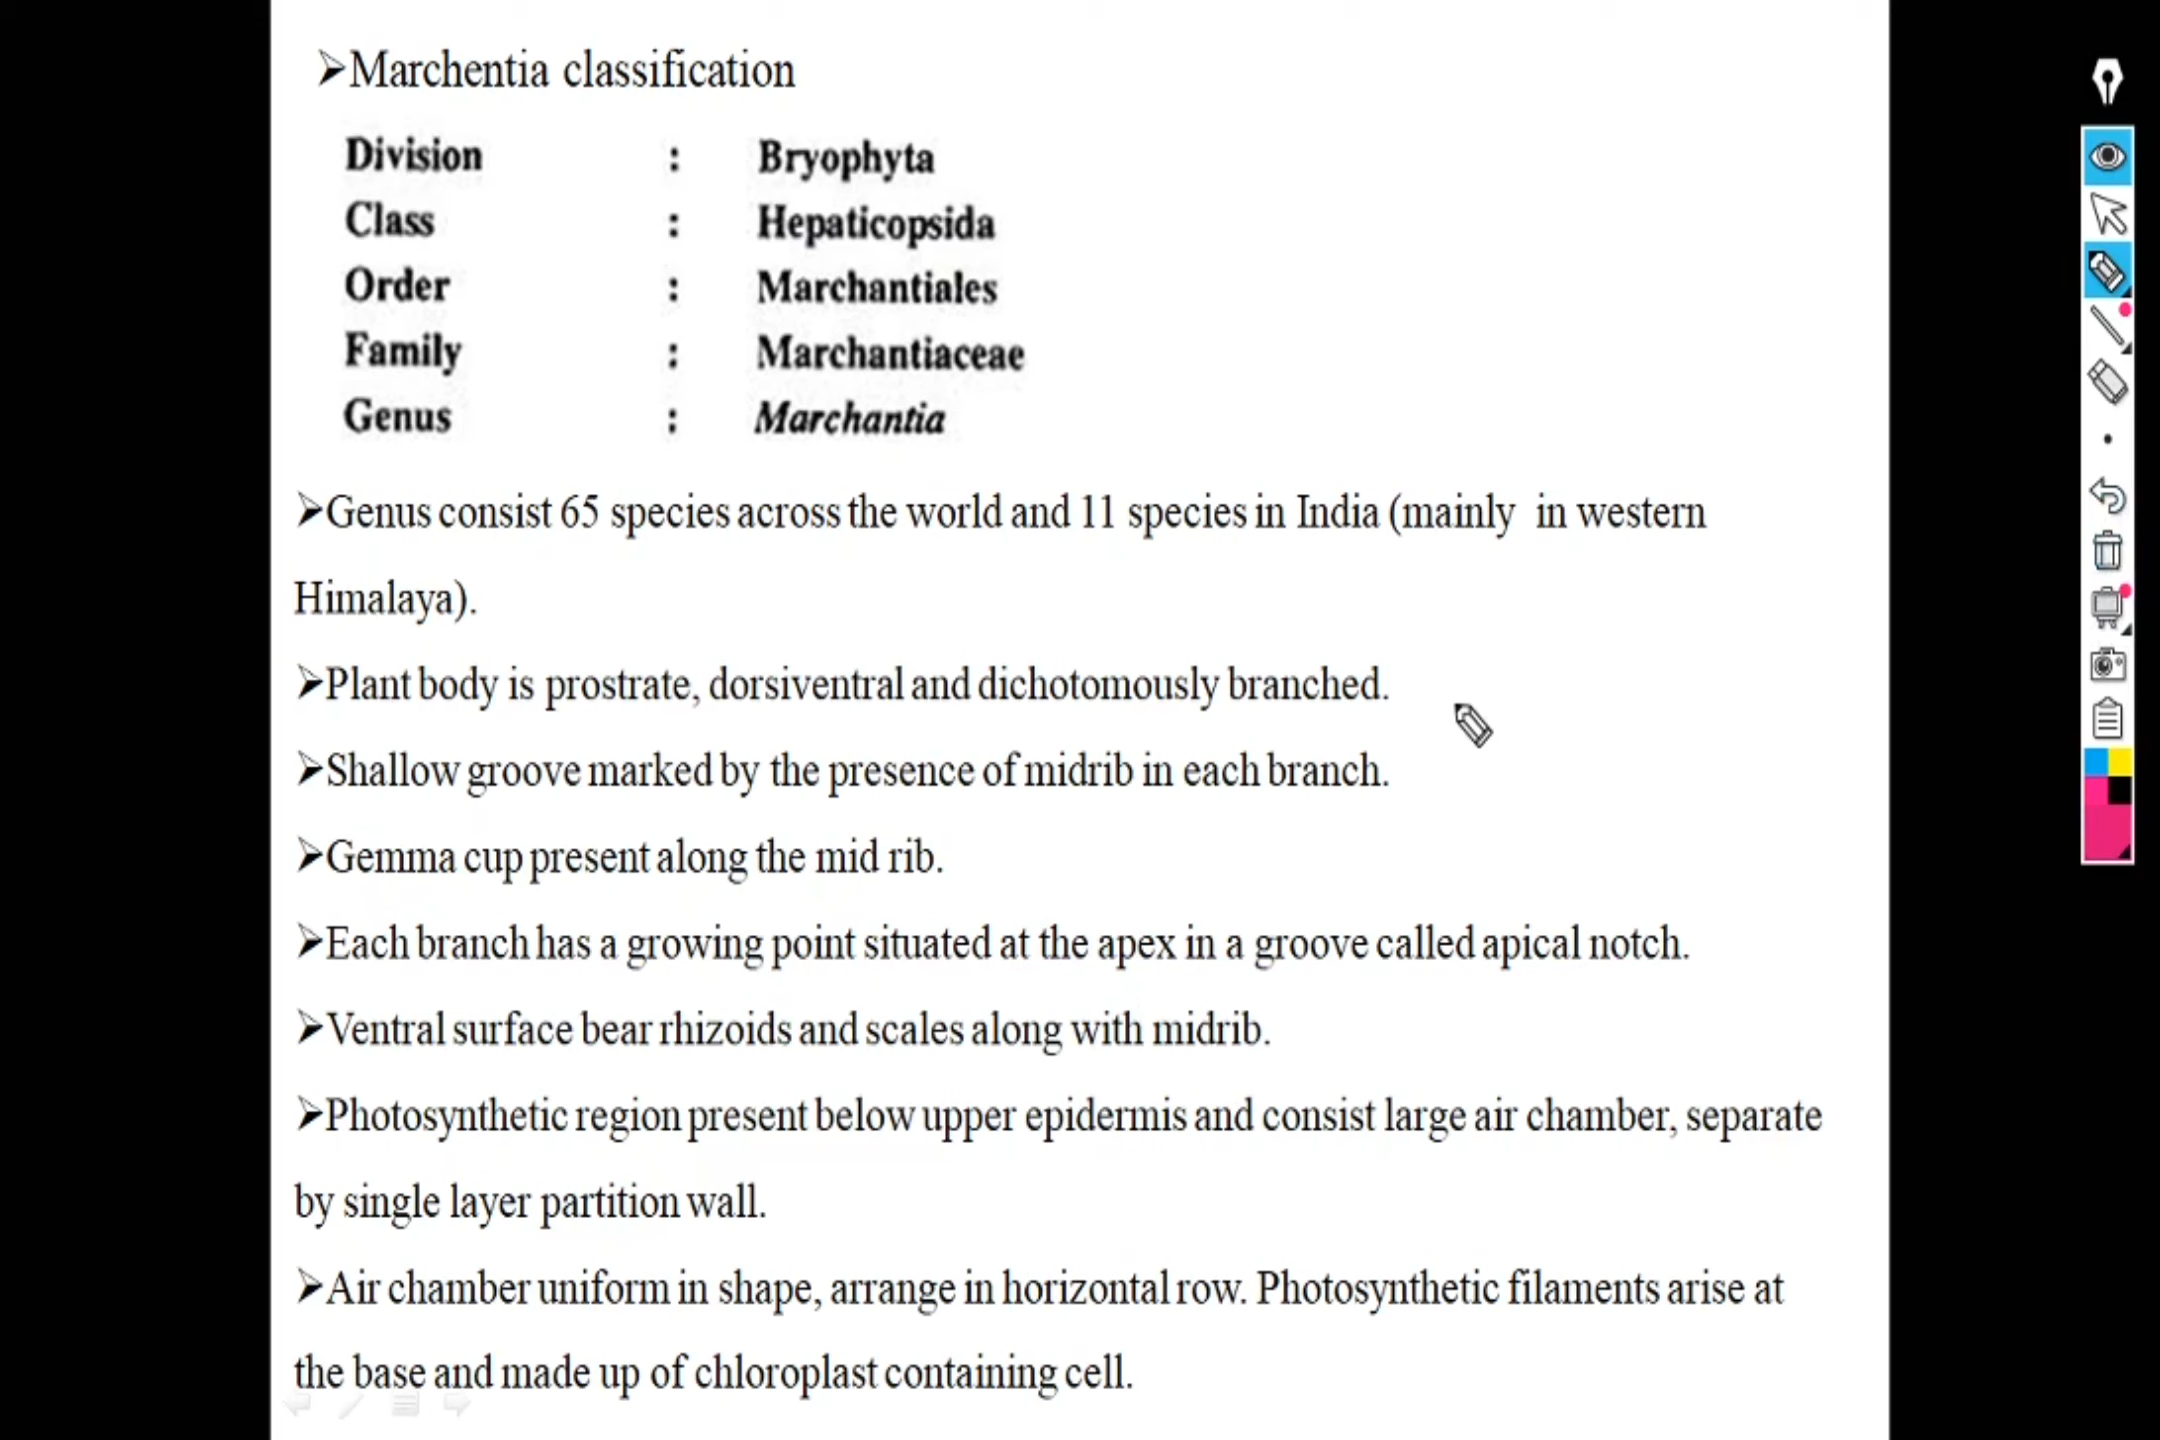 ➢Marchentia classification
Division : Bryophyta
Class : Hepaticopsida
Order : Marchantiales
Family : Marchantiaceae
Genus : Marchantia
➢Genus consist 65 species across the world and 11 species in India (mainly in western
Himalaya).
➢Plant body is prostrate, dorsiventral and dichotomously branched.
➢Shallow groove marked by the presence of midrib in each branch.
➢Gemma cup present along the mid rib.
➢Each branch has a growing point situated at the apex in a groove called apical notch.
➢Ventral surface bear rhizoids and scales along with midrib.
➢Photosynthetic region present below upper epidermis and consist large air chamber, separate
by single layer partition wall.
➢Air chamber uniform in shape, arrange in horizontal row. Photosynthetic filaments arise at
the base and made up of chloroplast containing cell.